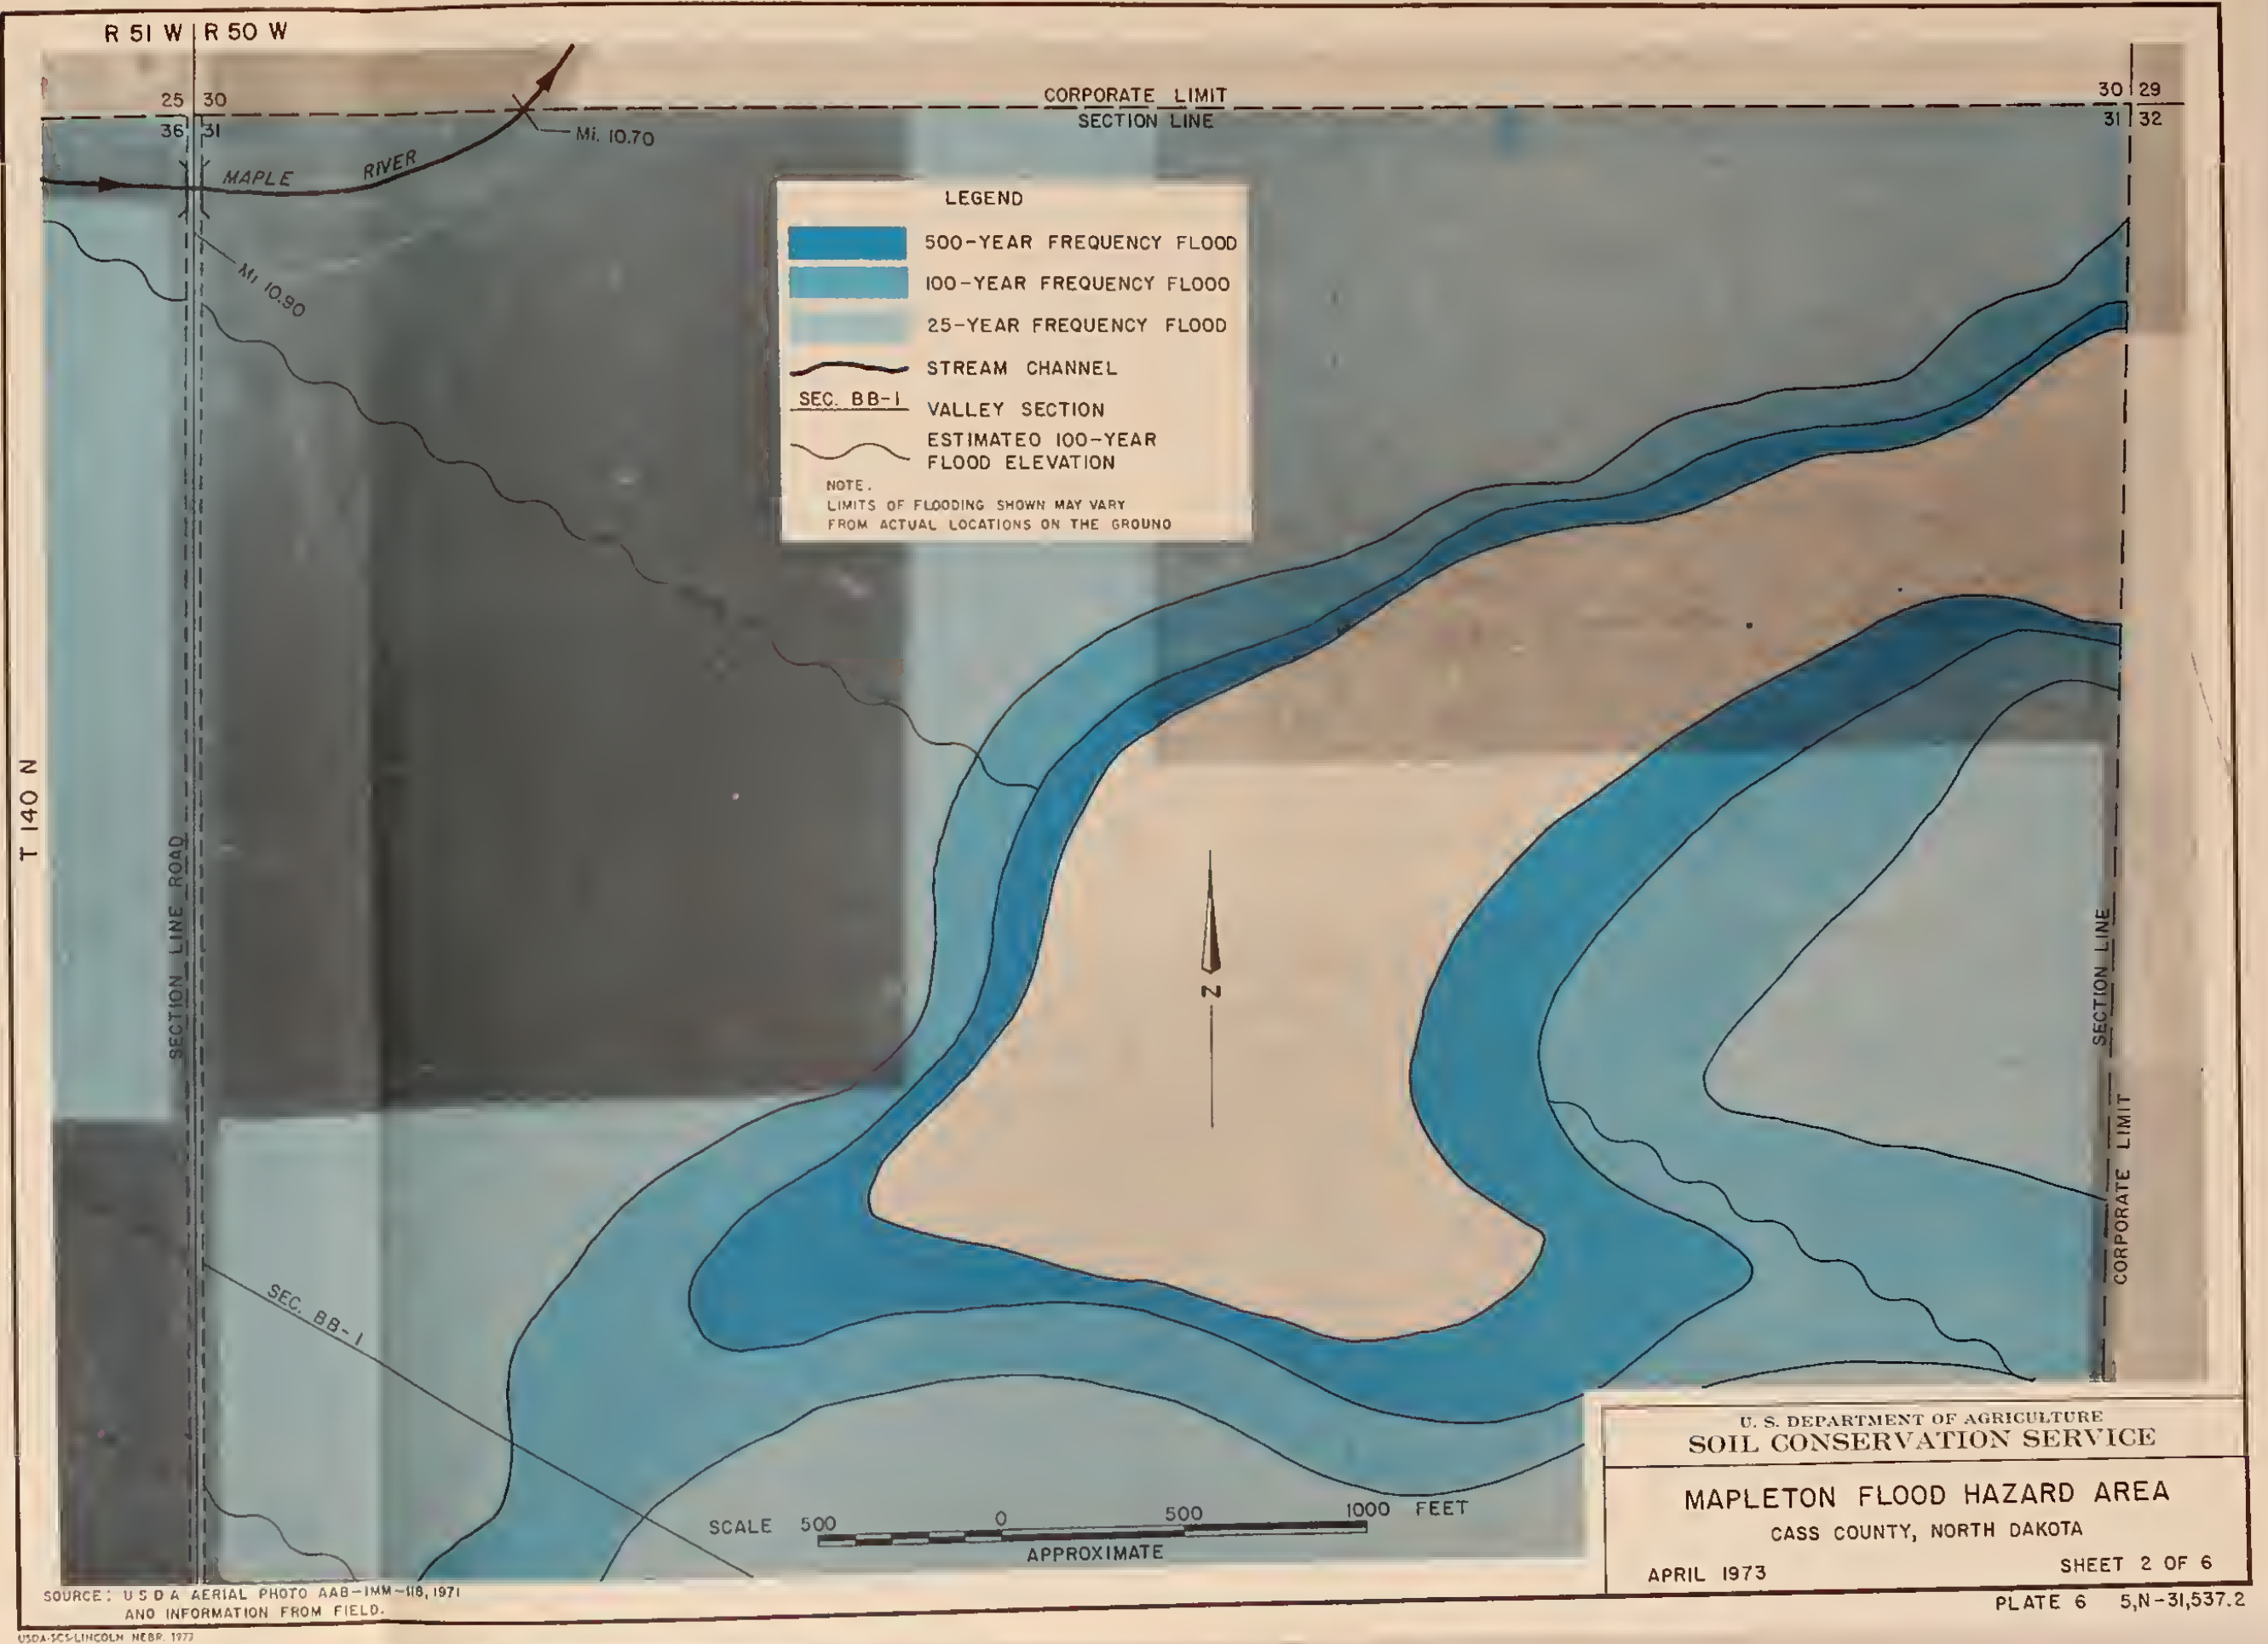 R 51 W R 50 W
25 30
36 31
CORPORATE LIMIT
SECTION LINE
30 29
31 32
Mi. 10.70
MAPLE RIVER
Mi 10.90
LEGEND
500-YEAR FREQUENCY FLOOD
100-YEAR FREQUENCY FLOOD
25-YEAR FREQUENCY FLOOD
STREAM CHANNEL
SEC. BB-1 VALLEY SECTION
ESTIMATED 100-YEAR
FLOOD ELEVATION
NOTE.
LIMITS OF FLOODING SHOWN MAY VARY
FROM ACTUAL LOCATIONS ON THE GROUND
T 140 N
SECTION LINE ROAD
N
SECTION LINE
CORPORATE LIMIT
SEC. BB-1
SCALE 500 0 500 1000 FEET
APPROXIMATE
U. S. DEPARTMENT OF AGRICULTURE
SOIL CONSERVATION SERVICE
MAPLETON FLOOD HAZARD AREA
CASS COUNTY, NORTH DAKOTA
APRIL 1973 SHEET 2 OF 6
SOURCE: U S D A AERIAL PHOTO AAB-1MM-118, 1971
AND INFORMATION FROM FIELD.
PLATE 6 5,N-31,537.2
USDA-SCS-LINCOLN NEBR. 1977